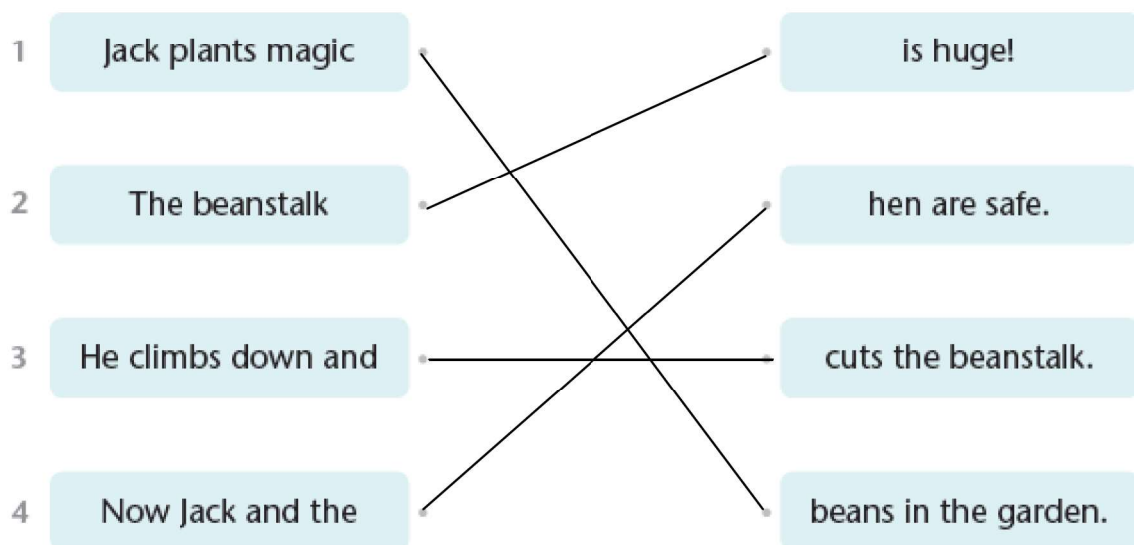 1 Jack plants magic is huge!
2 The beanstalk hen are safe.
3 He climbs down and cuts the beanstalk.
4 Now Jack and the beans in the garden.